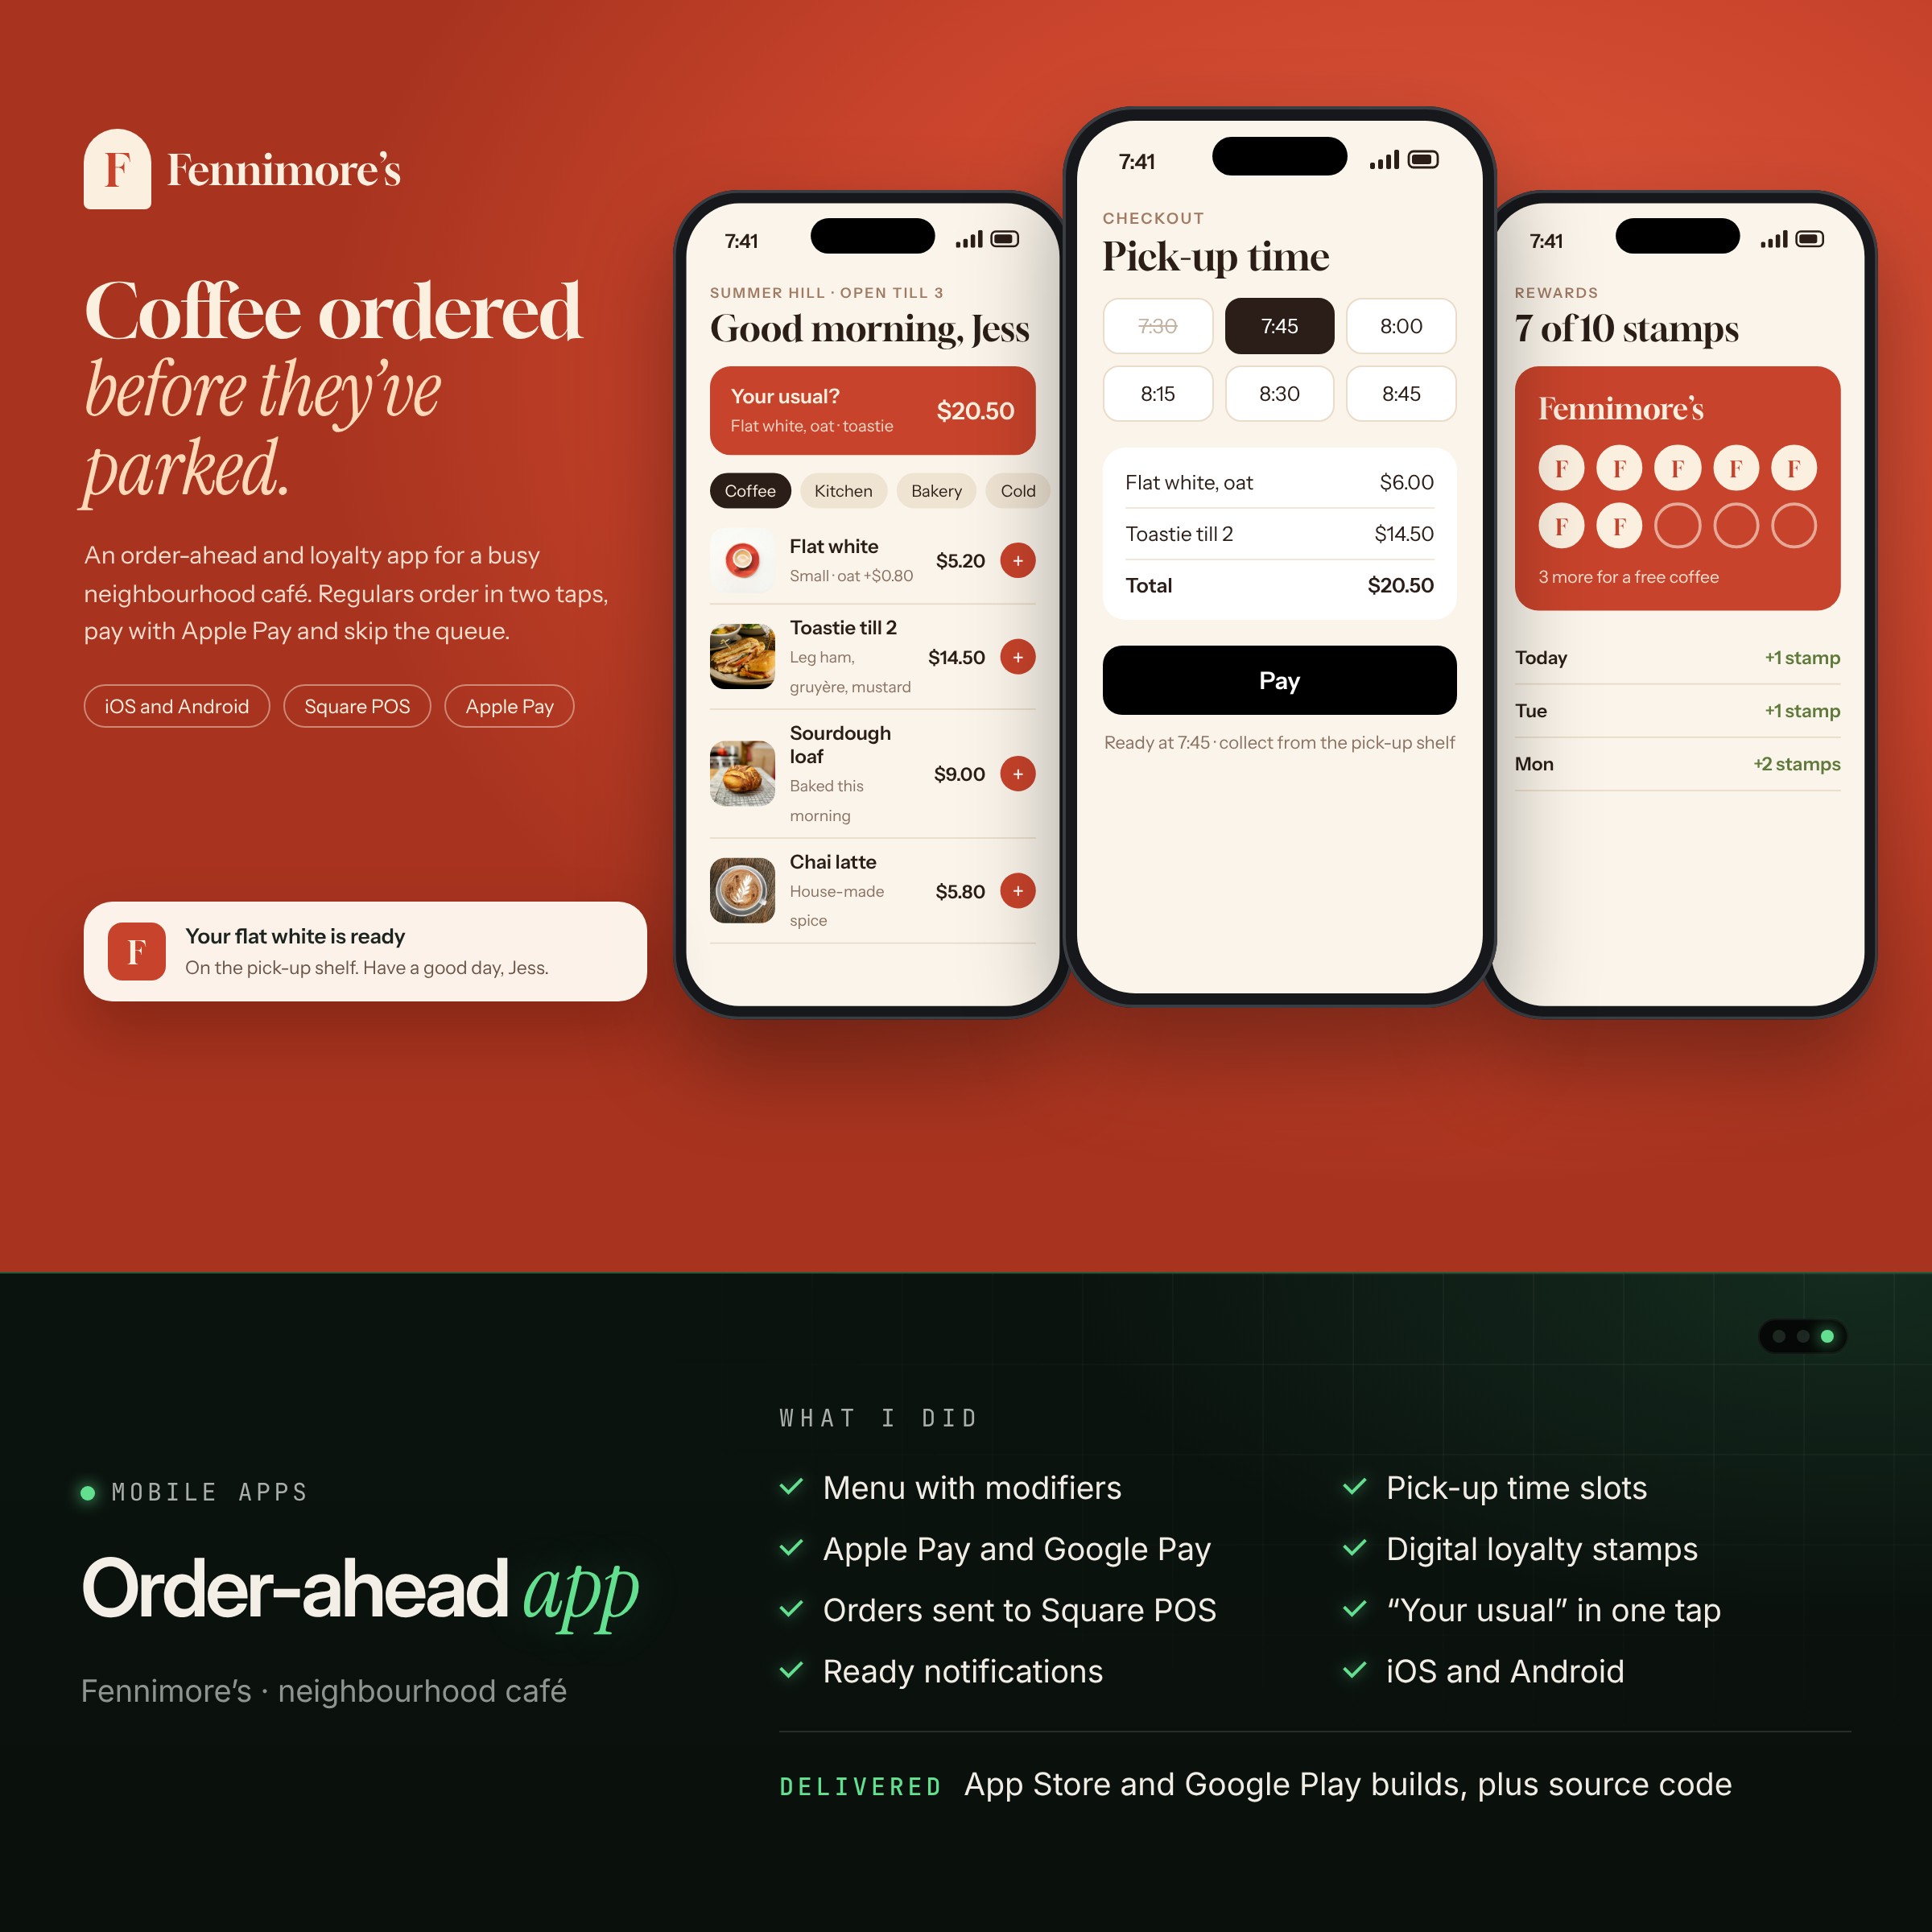 F Fennimore’s
Coffee ordered
before they’ve
parked.
An order-ahead and loyalty app for a busy
neighbourhood café. Regulars order in two taps,
pay with Apple Pay and skip the queue.
iOS and Android
Square POS
Apple Pay
F
Your flat white is ready
On the pick-up shelf. Have a good day, Jess.
7:41
SUMMER HILL · OPEN TILL 3
Good morning, Jess
Your usual?
Flat white, oat · toastie
$20.50
Coffee
Kitchen
Bakery
Cold
Flat white
Small · oat +$0.80
$5.20
+
Toastie till 2
Leg ham,
gruyère, mustard
$14.50
+
Sourdough
loaf
Baked this
morning
$9.00
+
Chai latte
House-made
spice
$5.80
+
7:41
CHECKOUT
Pick-up time
7:30
7:45
8:00
8:15
8:30
8:45
Flat white, oat $6.00
Toastie till 2 $14.50
Total $20.50
Pay
Ready at 7:45 · collect from the pick-up shelf
7:41
REWARDS
7 of 10 stamps
Fennimore’s
F F F F F
F F
3 more for a free coffee
Today +1 stamp
Tue +1 stamp
Mon +2 stamps
MOBILE APPS
Order-ahead app
Fennimore’s · neighbourhood café
WHAT I DID
Menu with modifiers
Pick-up time slots
Apple Pay and Google Pay
Digital loyalty stamps
Orders sent to Square POS
“Your usual” in one tap
Ready notifications
iOS and Android
DELIVERED App Store and Google Play builds, plus source code